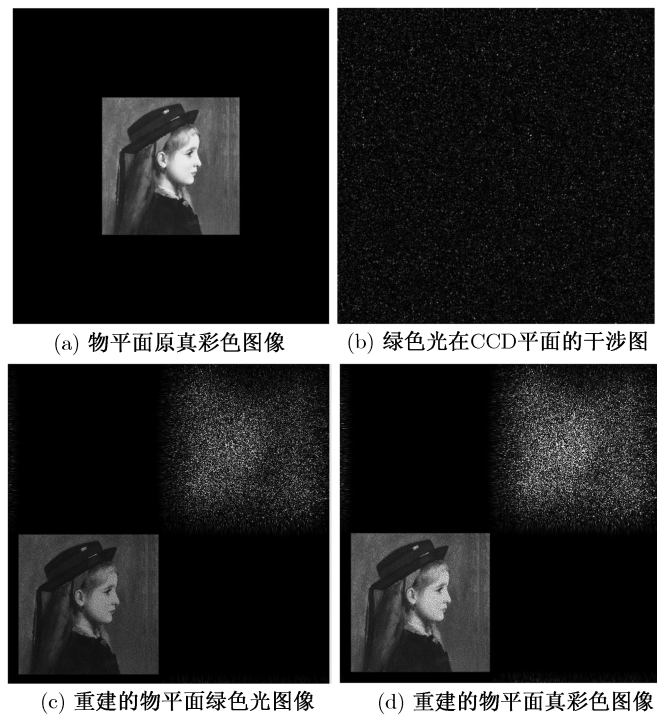 (a) 物平面原真彩色图像
(b) 绿色光在CCD平面的干涉图
(c) 重建的物平面绿色光图像
(d) 重建的物平面真彩色图像